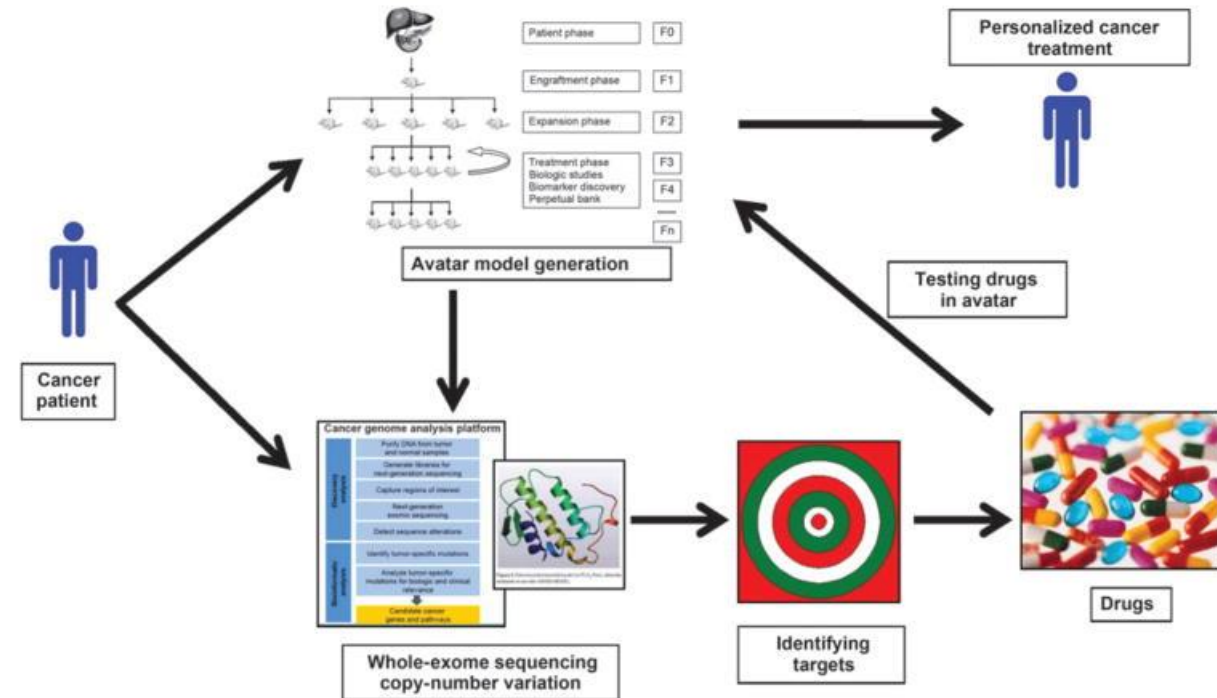 Patient phase
F0
Engraftment phase
F1
Expansion phase
F2
Treatment phase
Biologic studies
Biomarker discovery
Perpetual bank
F3
F4
Fn
Avatar model generation
Personalized cancer
treatment
Testing drugs
in avatar
Cancer
patient
Cancer genome analysis platform
Discovery
analysis
Purify DNA from tumor
and normal samples
Generate libraries for
next-generation sequencing
Capture regions of interest
Next-generation
exomic sequencing
Detect sequence alterations
Bioinformatic
analysis
Identify tumor-specific mutations
Analyze tumor-specific
mutations for biologic and clinical
relevance
Candidate cancer
genes and pathways
Whole-exome sequencing
copy-number variation
Identifying
targets
Drugs